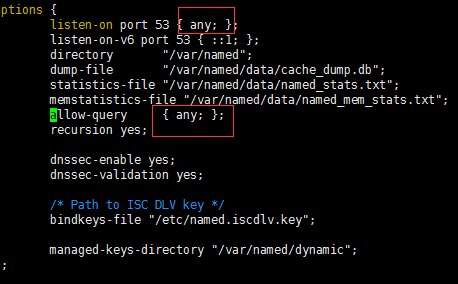 ptions {
listen-on port 53 { any; };
listen-on-v6 port 53 { ::1; };
directory "/var/named";
dump-file "/var/named/data/cache_dump.db";
statistics-file "/var/named/data/named_stats.txt";
memstatistics-file "/var/named/data/named_mem_stats.txt";
allow-query { any; };
recursion yes;
dnssec-enable yes;
dnssec-validation yes;
/* Path to ISC DLV key */
bindkeys-file "/etc/named.iscdlv.key";
managed-keys-directory "/var/named/dynamic";
;